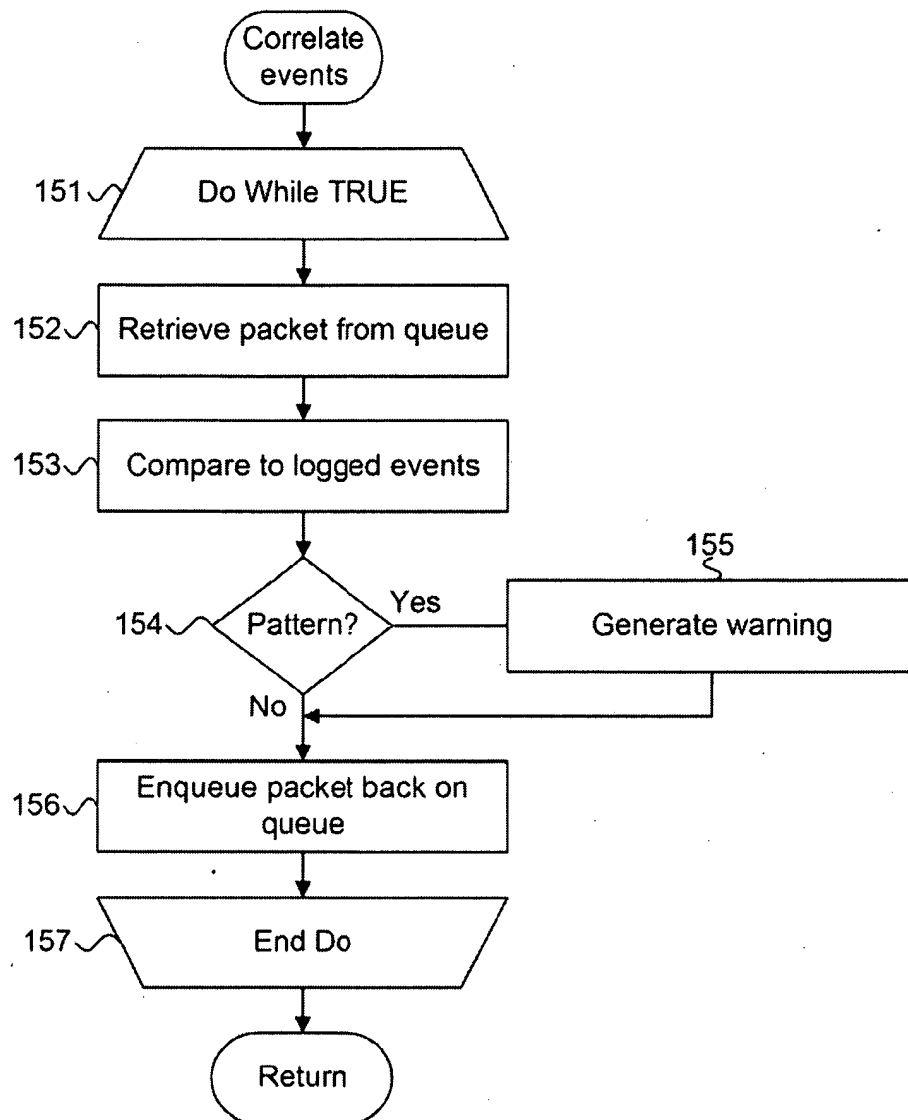 Correlate
events
151
Do While TRUE
152
Retrieve packet from queue
153
Compare to logged events
155
154
Pattern?
Yes
Generate warning
No
156
Enqueue packet back on
queue
157
End Do
Return